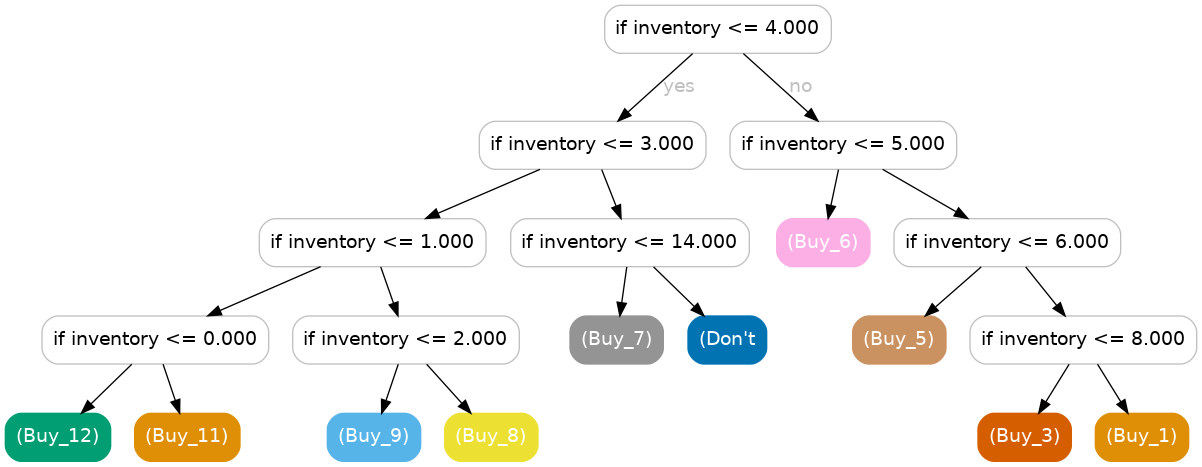 if inventory <= 4.000
yes
no
if inventory <= 3.000
if inventory <= 5.000
if inventory <= 1.000
if inventory <= 14.000
(Buy_6)
if inventory <= 6.000
if inventory <= 0.000
if inventory <= 2.000
(Buy_7)
(Don't
(Buy_5)
if inventory <= 8.000
(Buy_12)
(Buy_11)
(Buy_9)
(Buy_8)
(Buy_3)
(Buy_1)